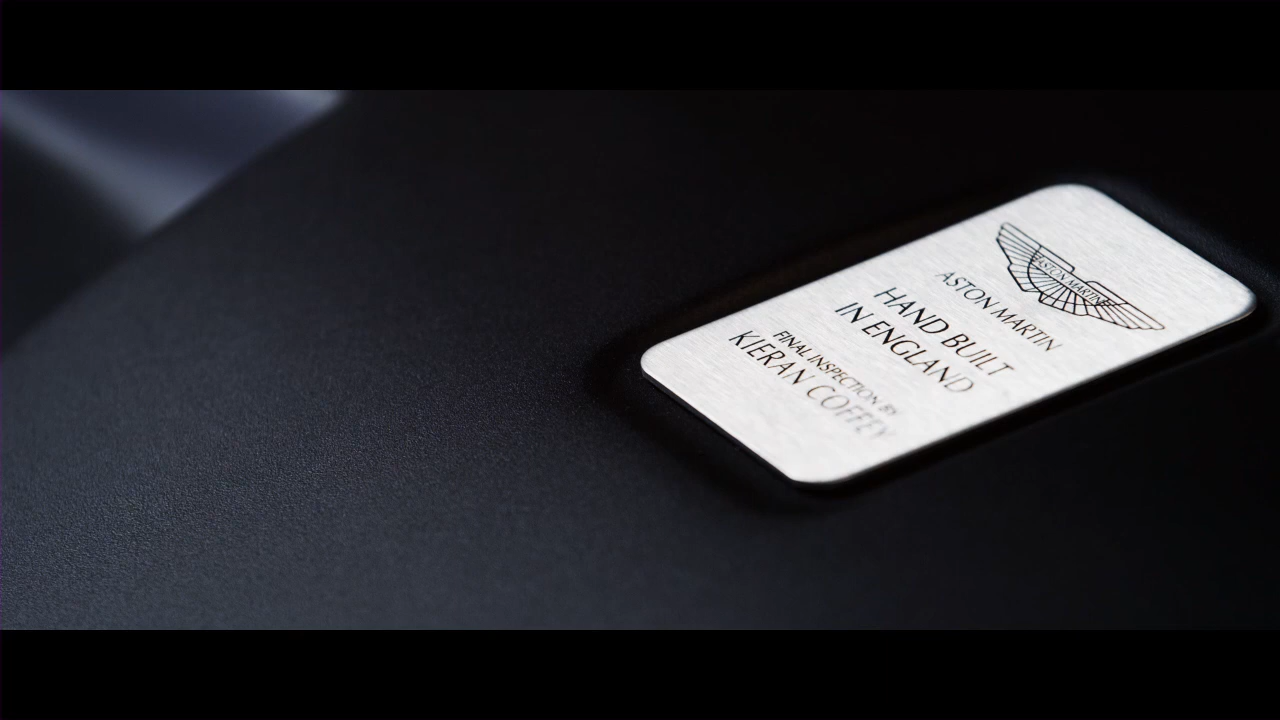 ASTON MARTIN
ASTON MARTIN
HAND BUILT
IN ENGLAND
FINAL INSPECTION BY
KIERAN COFFEY